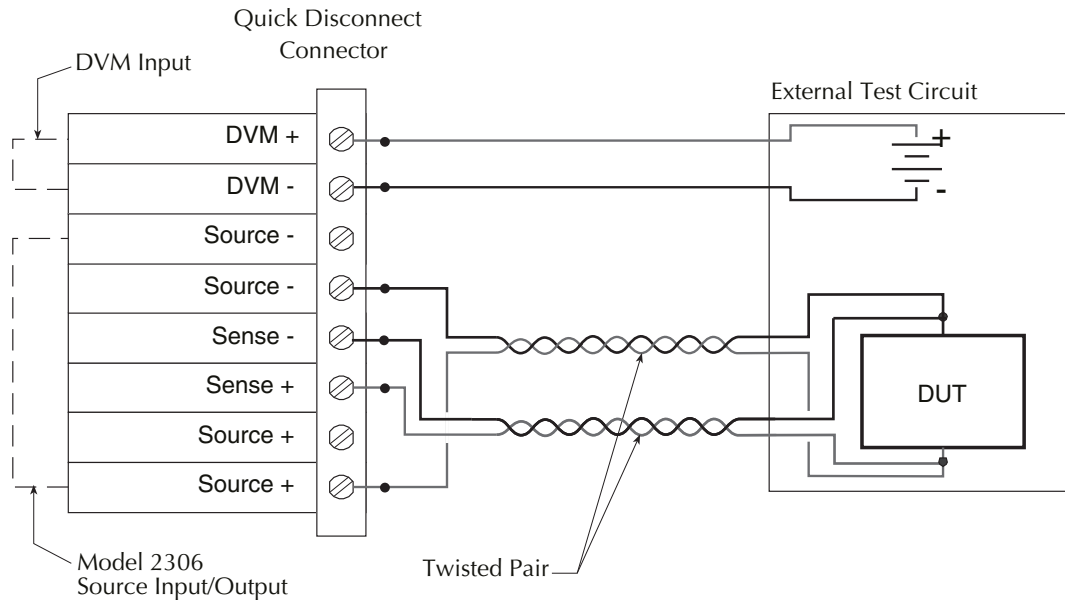 Quick Disconnect
Connector
DVM Input
External Test Circuit
DVM +
+
DVM -
-
Source -
Source -
Sense -
Sense +
DUT
Source +
Source +
Model 2306
Source Input/Output
Twisted Pair